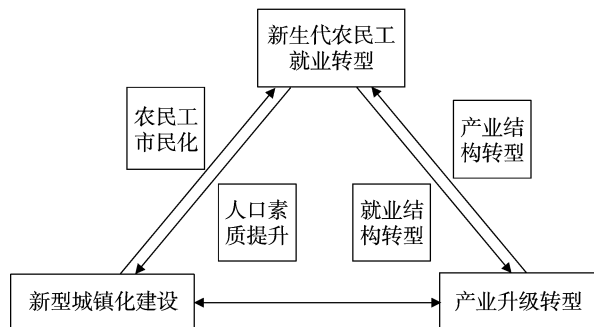 新生代农民工
就业转型
农民工
市民化
产业结
构转型
人口素
质提升
就业结
构转型
新型城镇化建设
产业升级转型